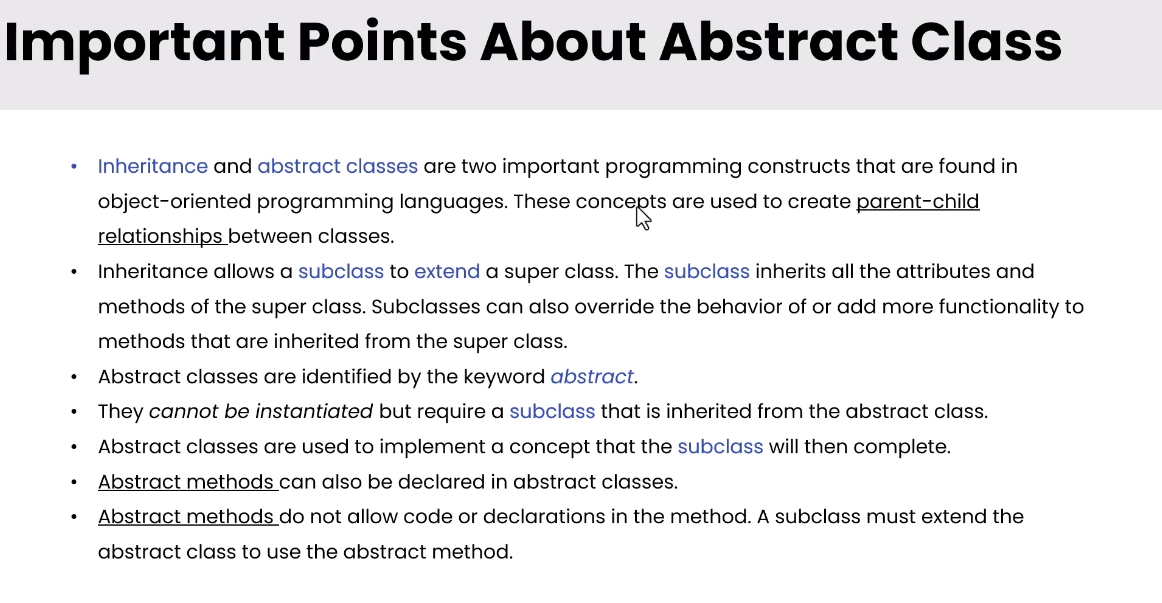 Important Points About Abstract Class
• Inheritance and abstract classes are two important programming constructs that are found in
object-oriented programming languages. These concepts are used to create parent-child
relationships between classes.
• Inheritance allows a subclass to extend a super class. The subclass inherits all the attributes and
methods of the super class. Subclasses can also override the behavior of or add more functionality to
methods that are inherited from the super class.
• Abstract classes are identified by the keyword abstract.
• They cannot be instantiated but require a subclass that is inherited from the abstract class.
• Abstract classes are used to implement a concept that the subclass will then complete.
• Abstract methods can also be declared in abstract classes.
• Abstract methods do not allow code or declarations in the method. A subclass must extend the
abstract class to use the abstract method.